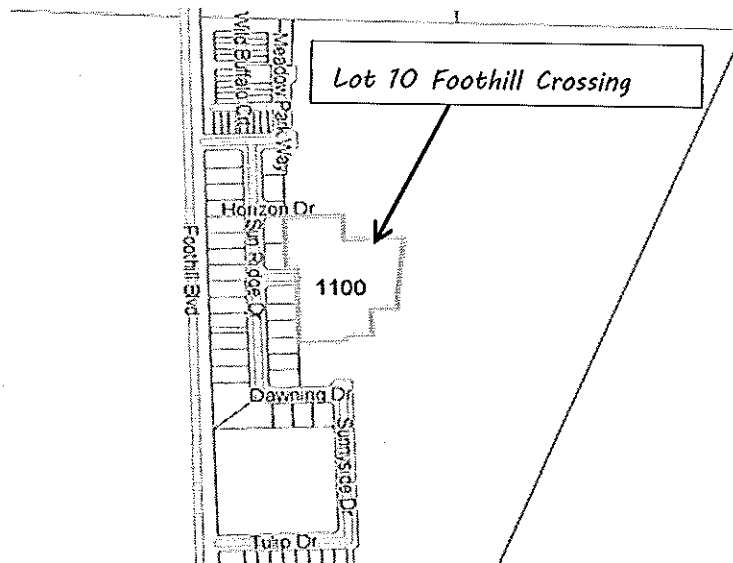 Wild Buffalo Ct
Meadow Park Way
Lot 10 Foothill Crossing
Horizon Dr
Foothill Blvd
Sun Ridge Dr
1100
Dawning Dr
Sunnyside Dr
Tulip Dr